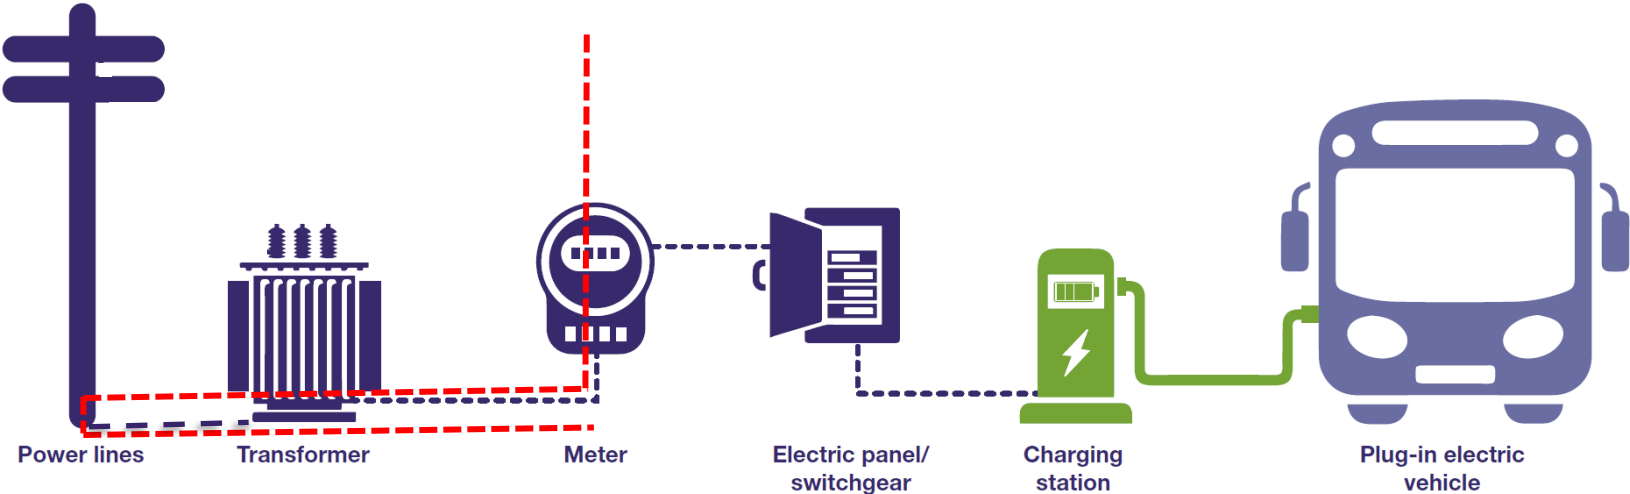 Power lines
Transformer
Meter
Electric panel/
switchgear
Charging
station
Plug-in electric
vehicle